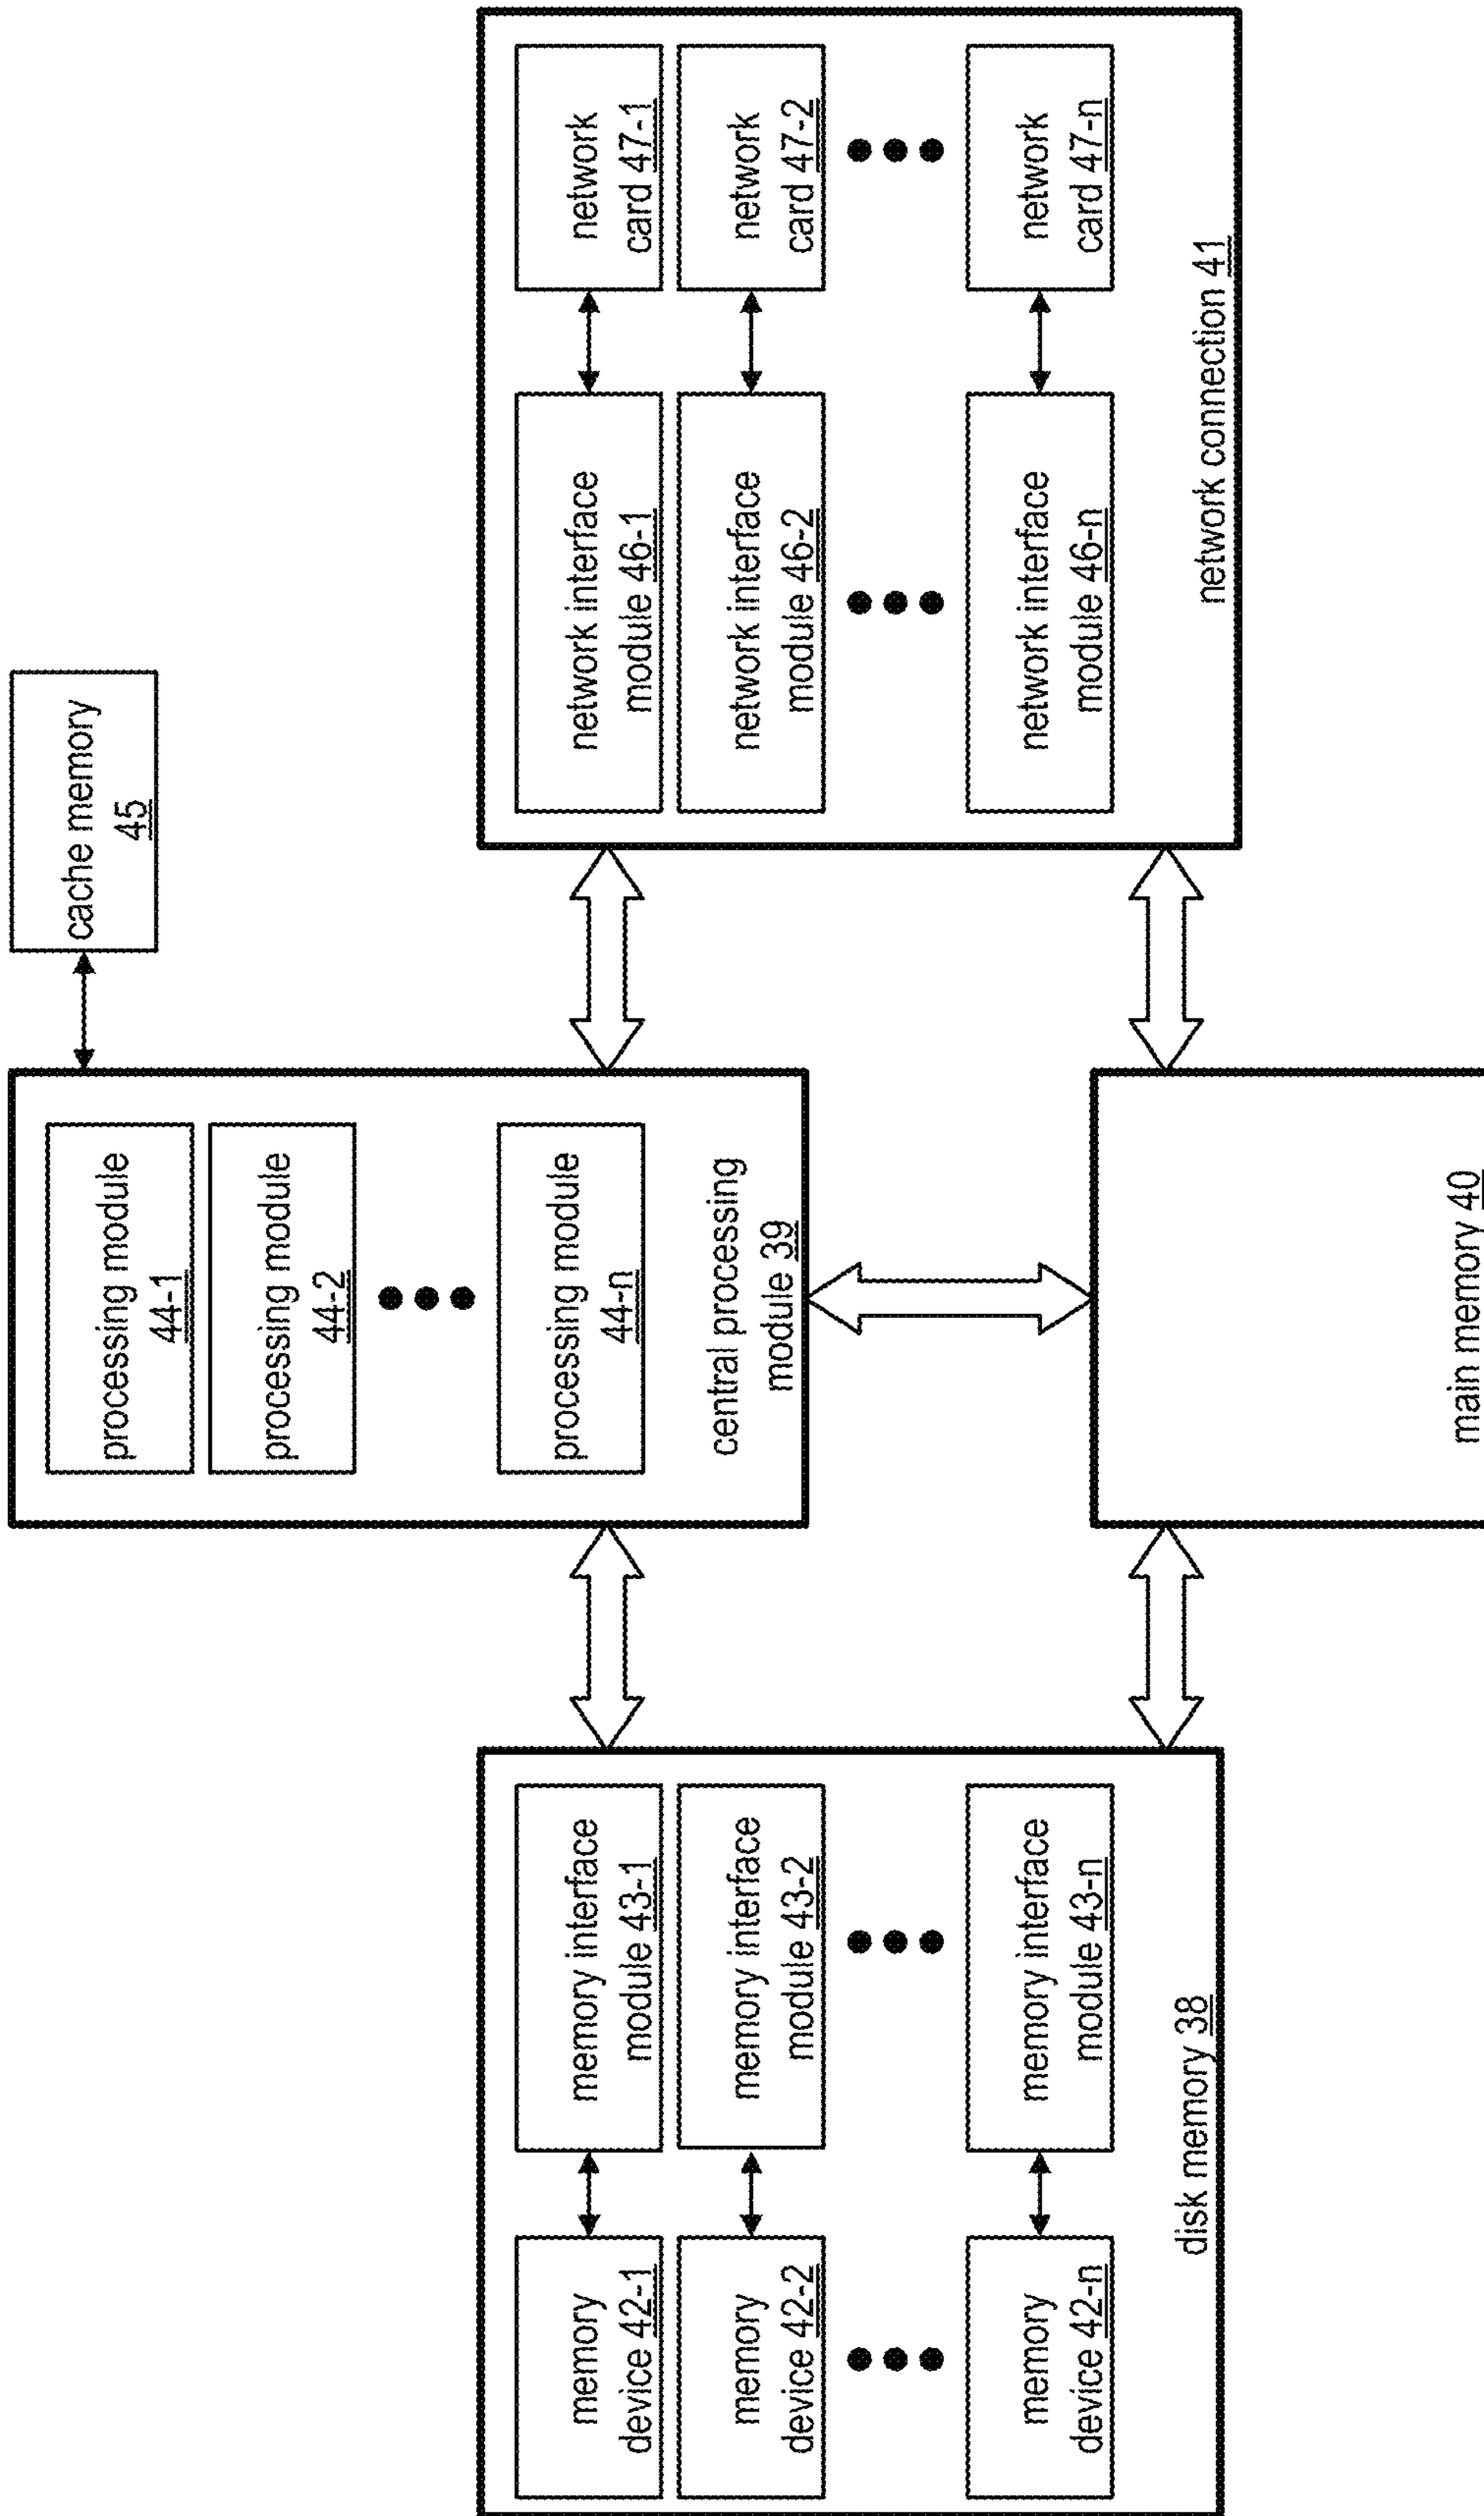 cache memory
45
processing module
44-1
processing module
44-2
processing module
44-n
central processing
module 39
memory
device 42-1
memory interface
module 43-1
memory
device 42-2
memory interface
module 43-2
memory
device 42-n
memory interface
module 43-n
disk memory 38
network interface
module 46-1
network
card 47-1
network interface
module 46-2
network
card 47-2
network interface
module 46-n
network
card 47-n
network connection 41
main memory 40